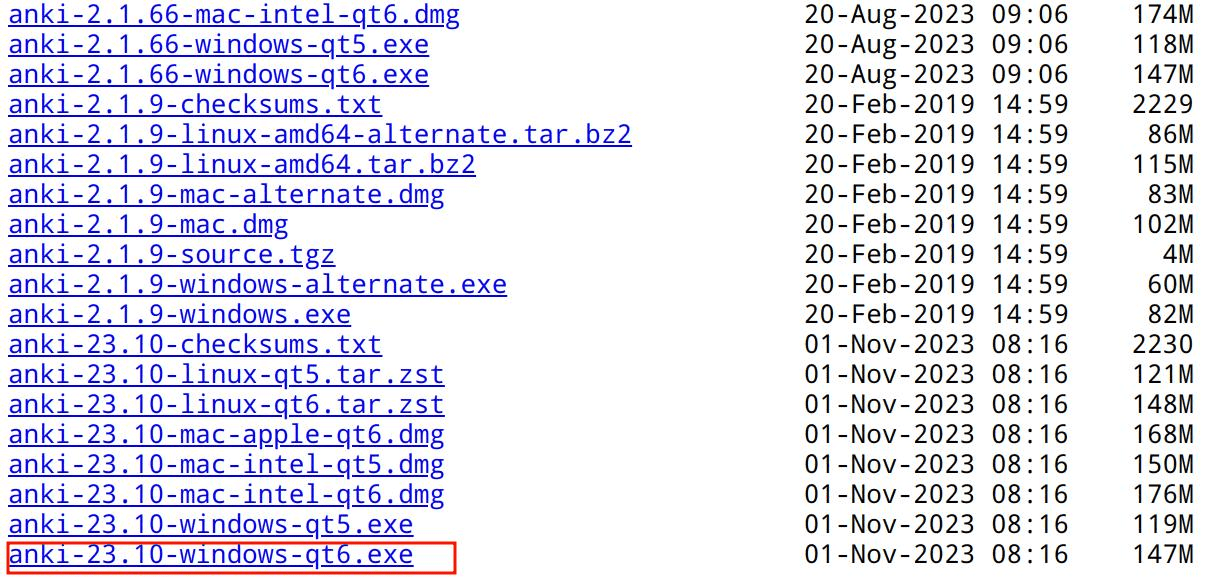 anki-2.1.66-mac-intel-qt6.dmg 20-Aug-2023 09:06 174M
anki-2.1.66-windows-qt5.exe 20-Aug-2023 09:06 118M
anki-2.1.66-windows-qt6.exe 20-Aug-2023 09:06 147M
anki-2.1.9-checksums.txt 20-Feb-2019 14:59 2229
anki-2.1.9-linux-amd64-alternate.tar.bz2 20-Feb-2019 14:59 86M
anki-2.1.9-linux-amd64.tar.bz2 20-Feb-2019 14:59 115M
anki-2.1.9-mac-alternate.dmg 20-Feb-2019 14:59 83M
anki-2.1.9-mac.dmg 20-Feb-2019 14:59 102M
anki-2.1.9-source.tgz 20-Feb-2019 14:59 4M
anki-2.1.9-windows-alternate.exe 20-Feb-2019 14:59 60M
anki-2.1.9-windows.exe 20-Feb-2019 14:59 82M
anki-23.10-checksums.txt 01-Nov-2023 08:16 2230
anki-23.10-linux-qt5.tar.zst 01-Nov-2023 08:16 121M
anki-23.10-linux-qt6.tar.zst 01-Nov-2023 08:16 148M
anki-23.10-mac-apple-qt6.dmg 01-Nov-2023 08:16 168M
anki-23.10-mac-intel-qt5.dmg 01-Nov-2023 08:16 150M
anki-23.10-mac-intel-qt6.dmg 01-Nov-2023 08:16 176M
anki-23.10-windows-qt5.exe 01-Nov-2023 08:16 119M
anki-23.10-windows-qt6.exe 01-Nov-2023 08:16 147M